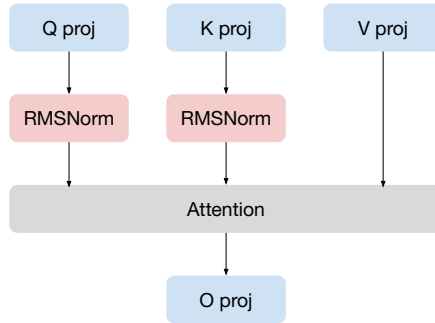 Q proj
K proj
V proj
RMSNorm
RMSNorm
Attention
O proj